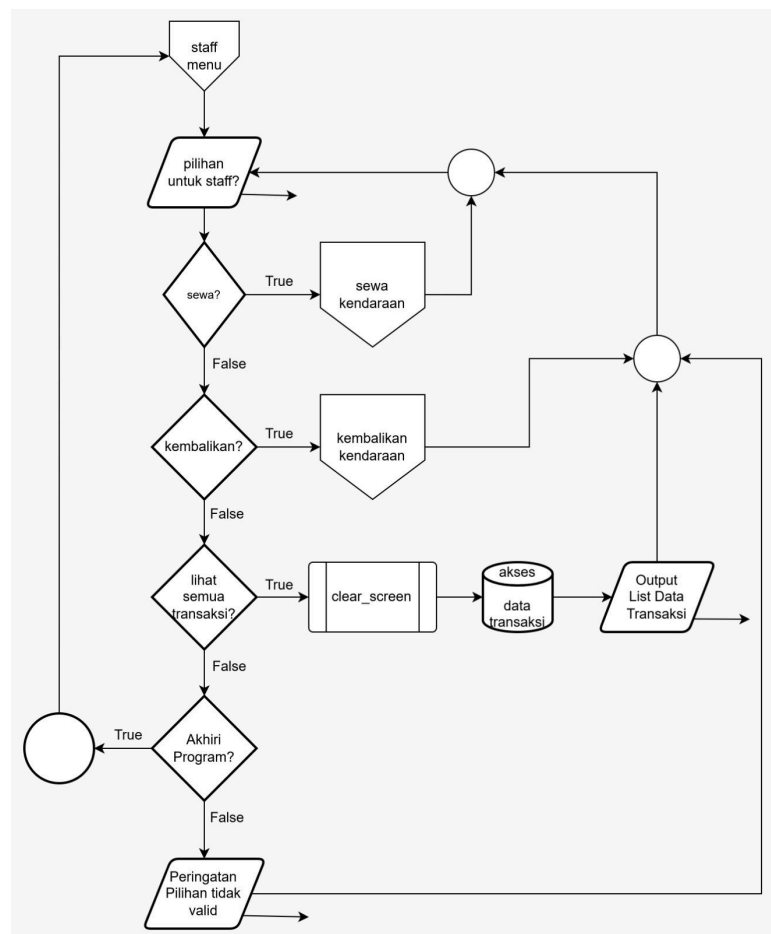 staff
menu
pilihan
untuk staff?
sewa?
True
sewa
kendaraan
False
kembalikan?
True
kembalikan
kendaraan
False
lihat
semua
transaksi?
True
clear_screen
akses
data
transaksi
Output
List Data
Transaksi
False
Akhiri
Program?
True
False
Peringatan
Pilihan tidak
valid